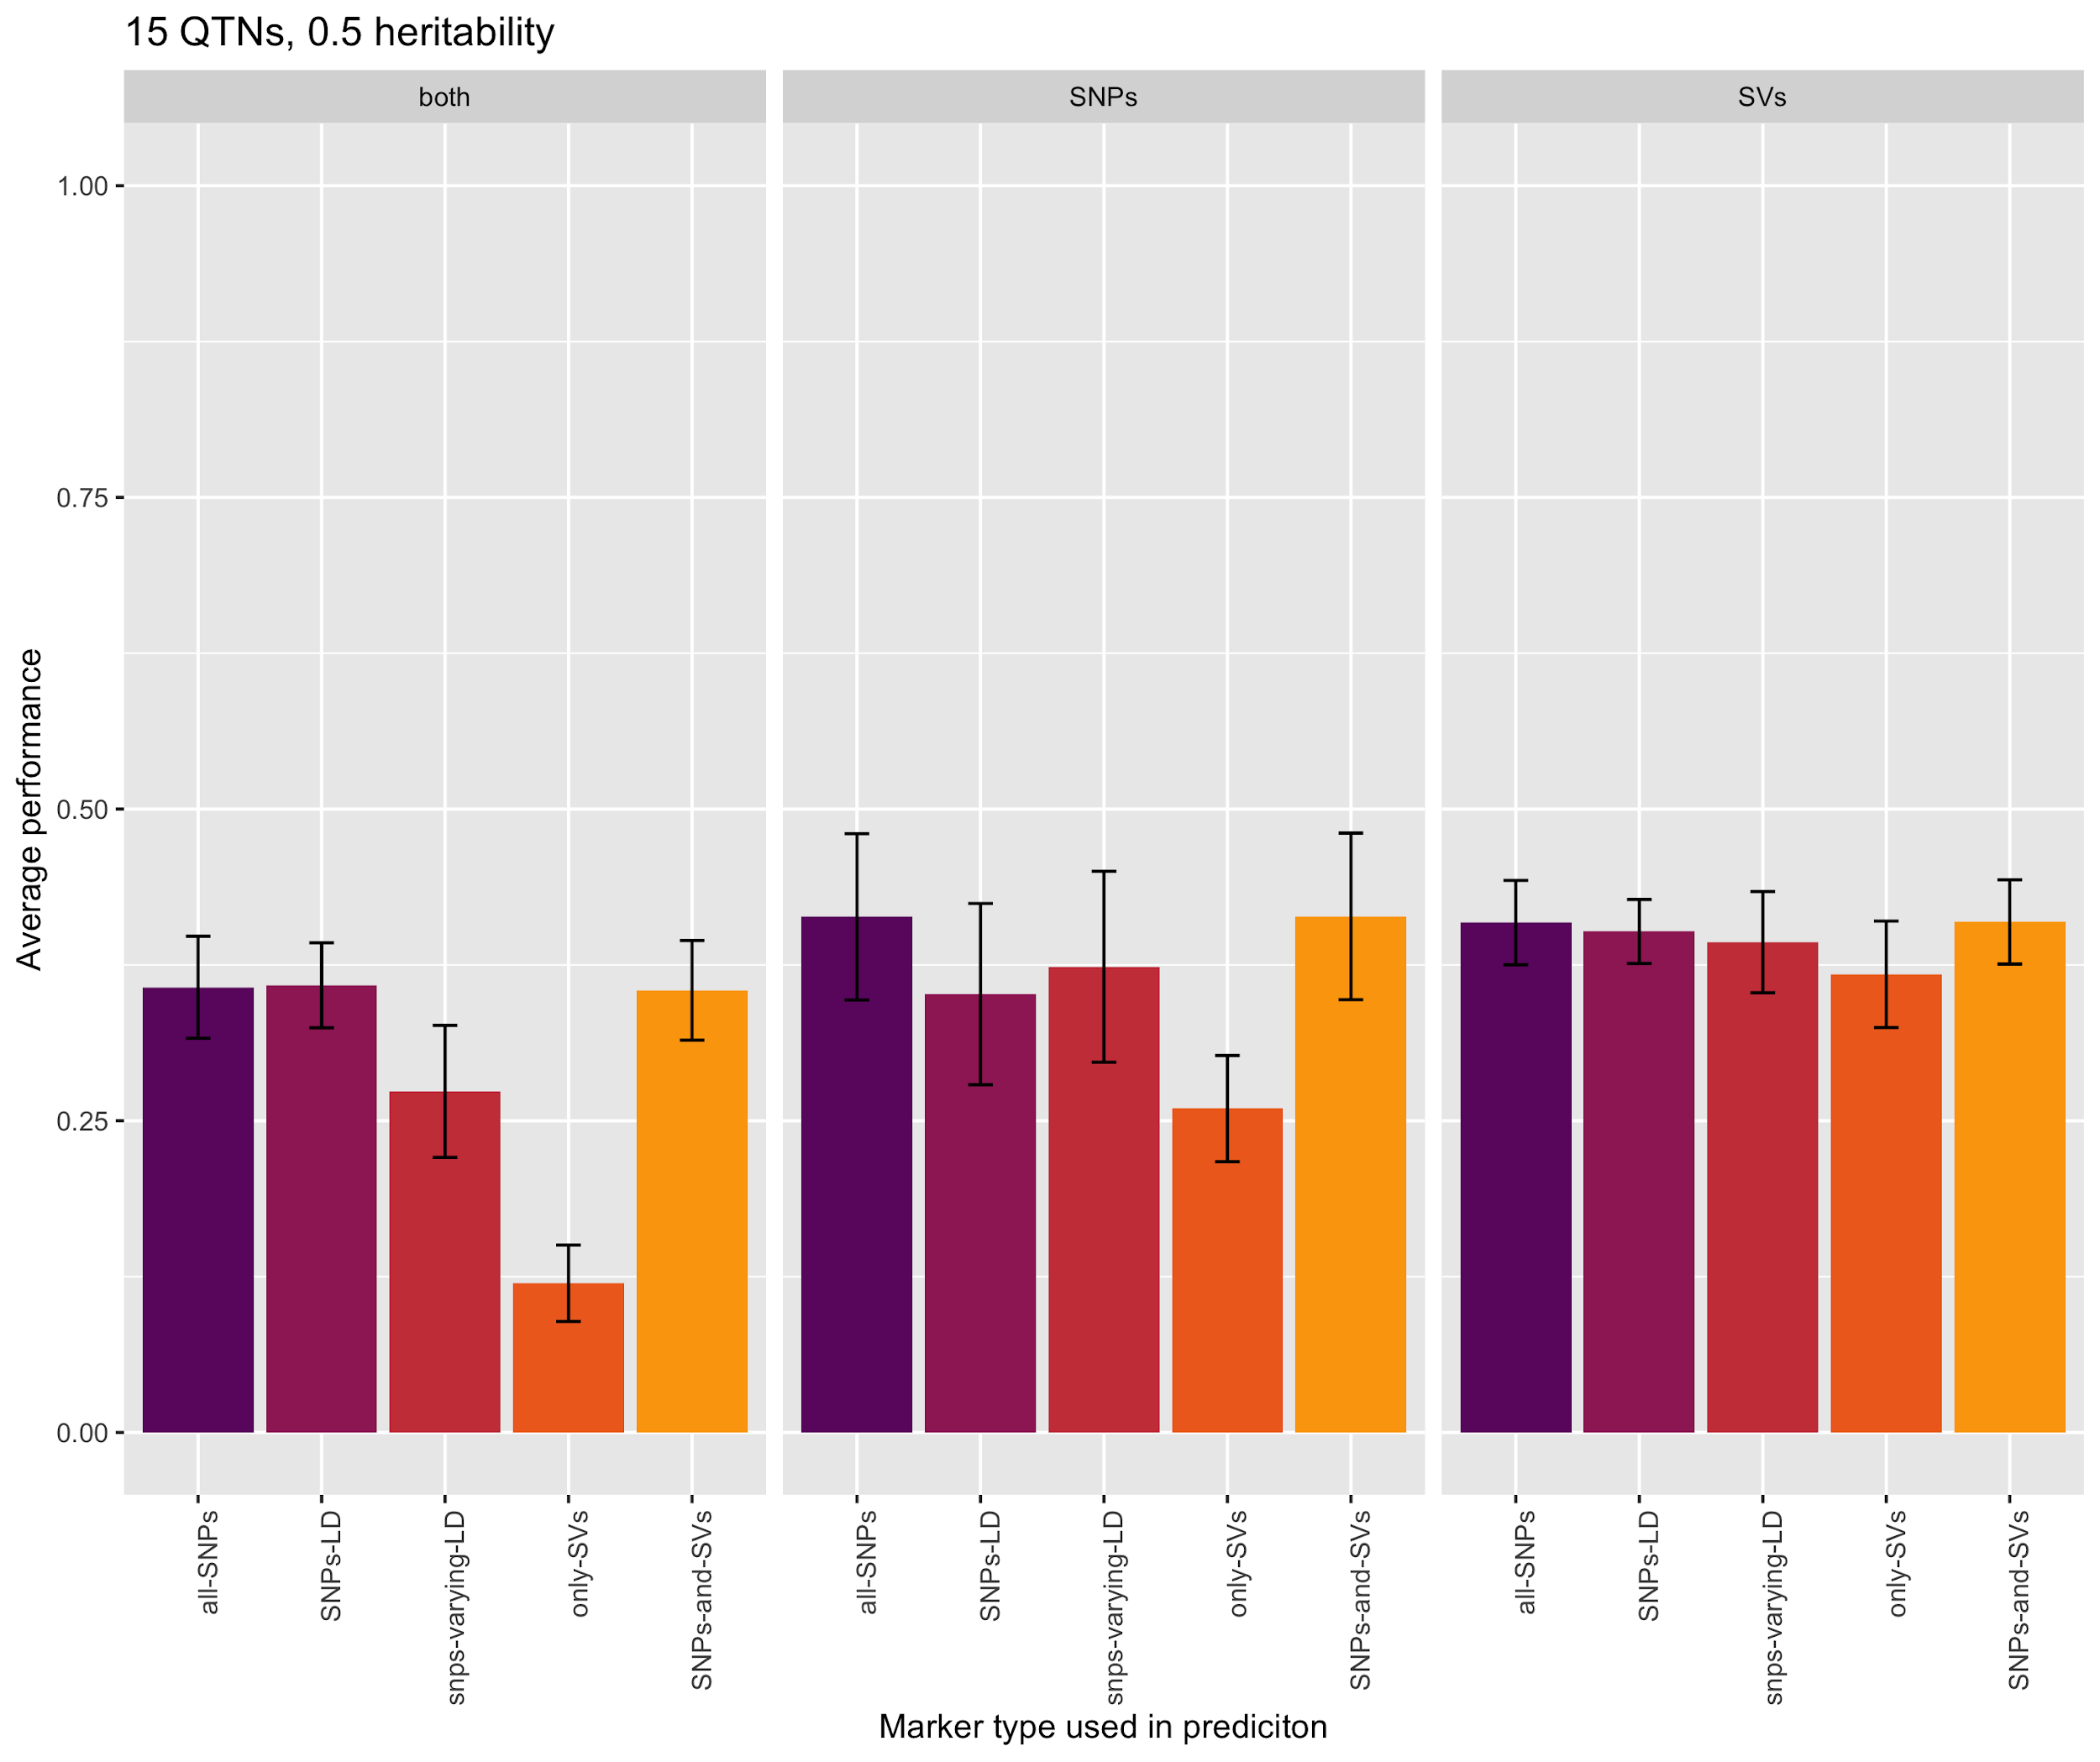 15 QTNs, 0.5 heritability
both
SNPs
SVs
Average performance
1.00
0.75
0.50
0.25
0.00
all-SNPs
SNPs-LD
snps-varying-LD
only-SVs
SNPs-and-SVs
all-SNPs
SNPs-LD
snps-varying-LD
only-SVs
SNPs-and-SVs
all-SNPs
SNPs-LD
snps-varying-LD
only-SVs
SNPs-and-SVs
Marker type used in prediciton